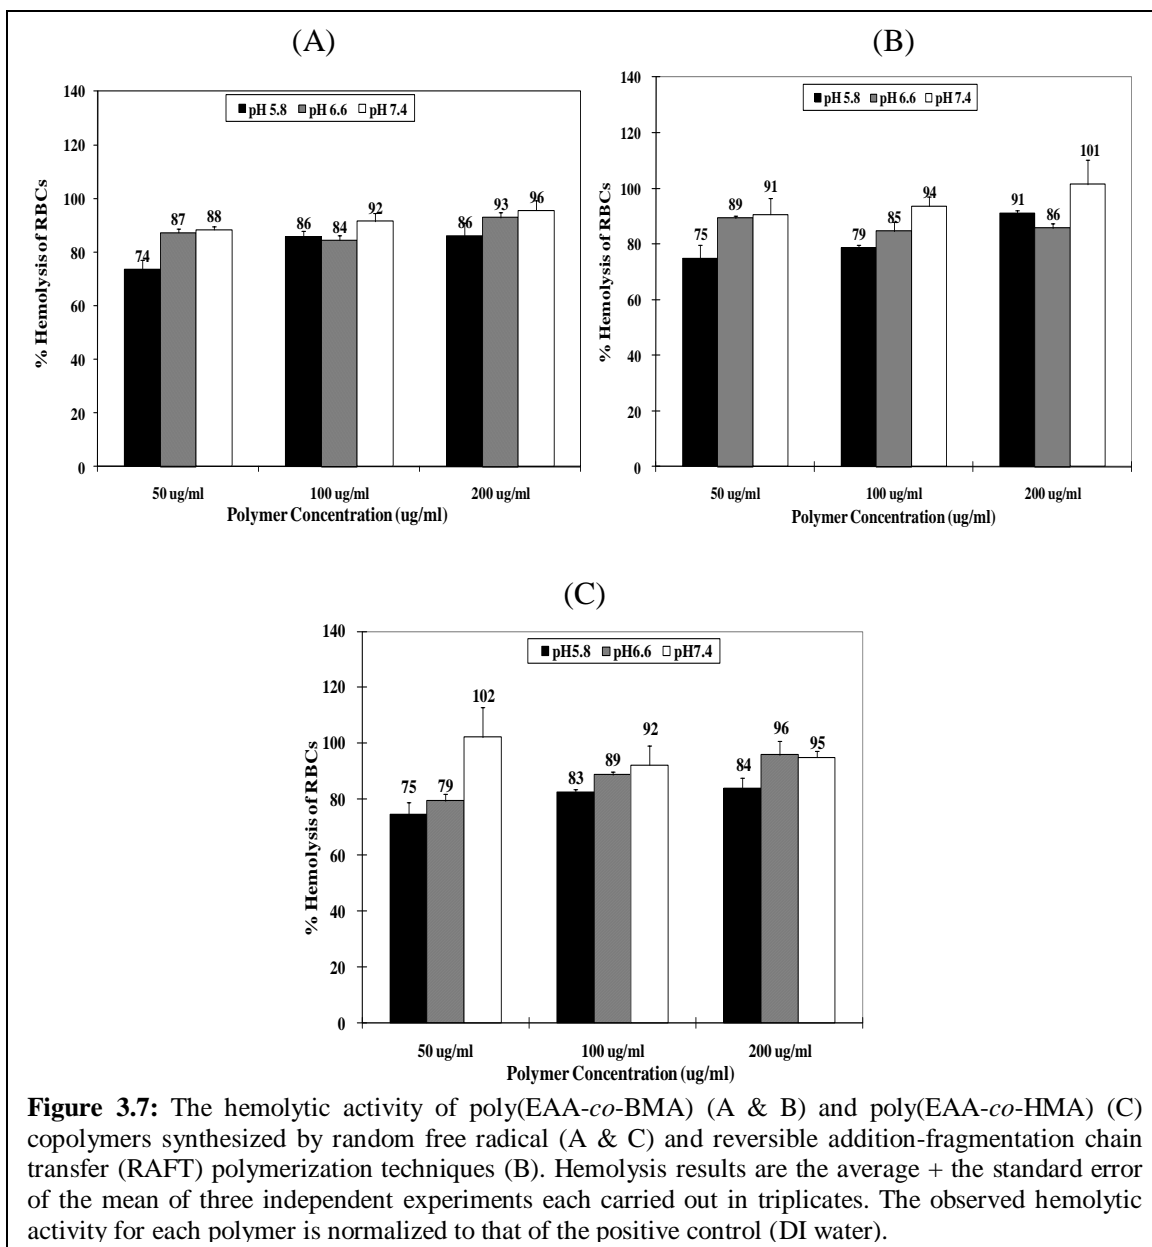 (A)
140
120
100
80
60
40
20
0
% Hemolysis of RBCs
pH 5.8 pH 6.6 pH 7.4
74 87 88
86 84 92
86 93 96
50 ug/ml 100 ug/ml 200 ug/ml
Polymer Concentration (ug/ml)
(B)
140
120
100
80
60
40
20
0
% Hemolysis of RBCs
pH 5.8 pH 6.6 pH 7.4
75 89 91
79 85 94
91 86 101
50 ug/ml 100 ug/ml 200 ug/ml
Polymer Concentration (ug/ml)
(C)
140
120
100
80
60
40
20
0
% Hemolysis of RBCs
pH5.8 pH6.6 pH7.4
75 79 102
83 89 92
84 96 95
50 ug/ml 100 ug/ml 200 ug/ml
Polymer Concentration (ug/ml)
Figure 3.7: The hemolytic activity of poly(EAA-co-BMA) (A & B) and poly(EAA-co-HMA) (C)
copolymers synthesized by random free radical (A & C) and reversible addition-fragmentation chain
transfer (RAFT) polymerization techniques (B). Hemolysis results are the average + the standard error
of the mean of three independent experiments each carried out in triplicates. The observed hemolytic
activity for each polymer is normalized to that of the positive control (DI water).